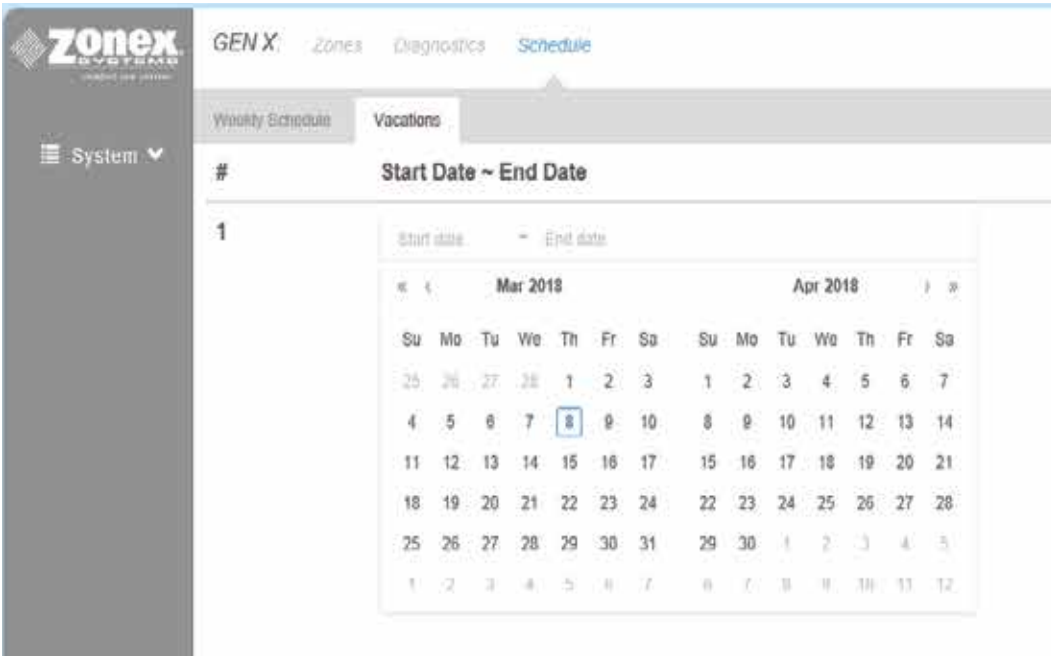 Zonex
SYSTEMS
GEN X Zones Diagnostics Schedule
Weekly Schedule Vacations
System
# Start Date ~ End Date
1 Start date ~ End date
« ‹ Mar 2018 Apr 2018 › »
Su Mo Tu We Th Fr Sa Su Mo Tu We Th Fr Sa
25 26 27 28 1 2 3 1 2 3 4 5 6 7
4 5 6 7 8 9 10 8 9 10 11 12 13 14
11 12 13 14 15 16 17 15 16 17 18 19 20 21
18 19 20 21 22 23 24 22 23 24 25 26 27 28
25 26 27 28 29 30 31 29 30 1 2 3 4 5
1 2 3 4 5 6 7 6 7 8 9 10 11 12